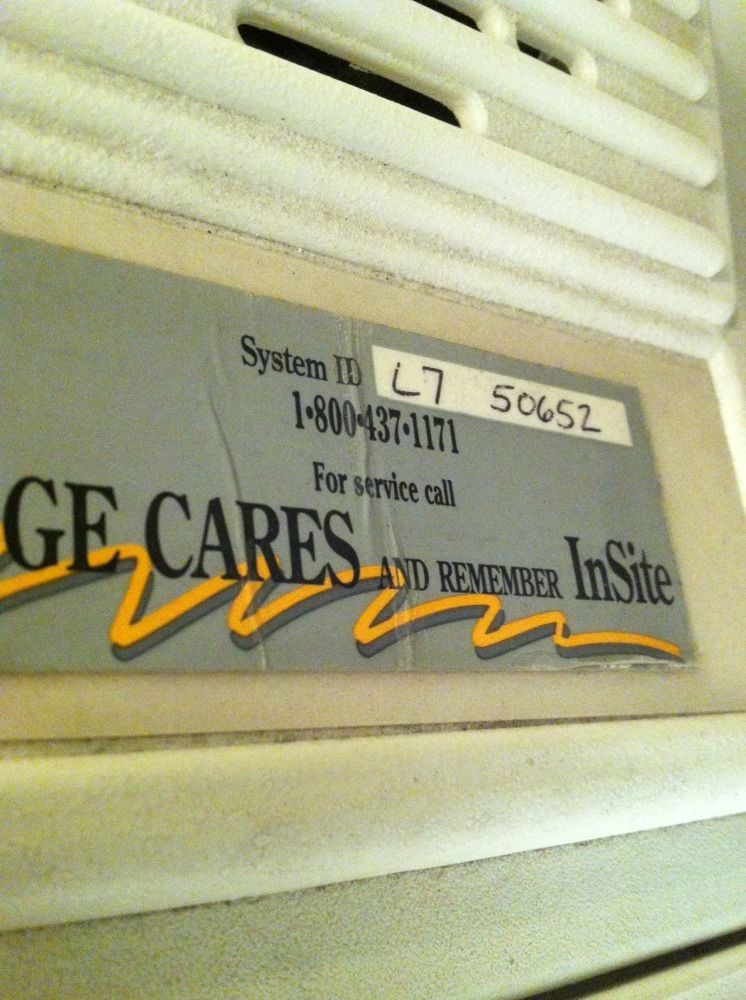 System ID L7 50652
1•800•437•1171
For service call
GE CARES AND REMEMBER InSite